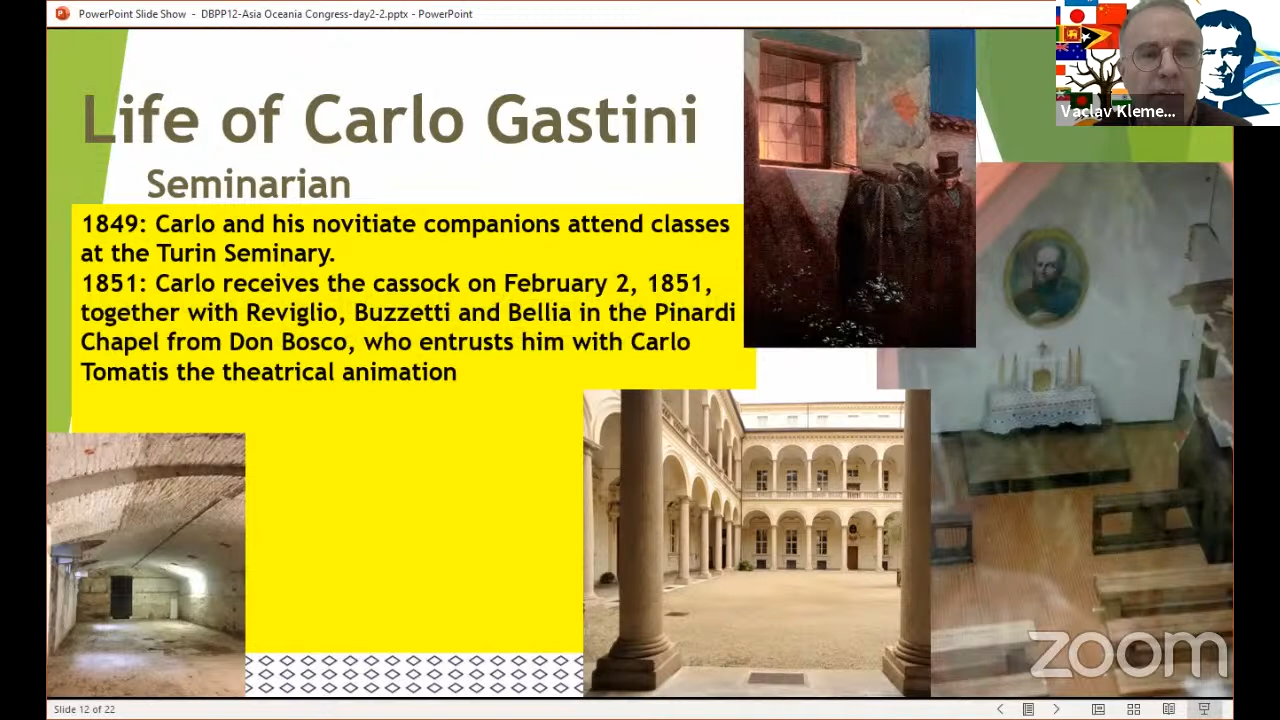 PowerPoint Slide Show - DBPP12-Asia Oceania Congress-day2-2.pptx - PowerPoint
Vaclav Kleme...
Life of Carlo Gastini
Seminarian
1849: Carlo and his novitiate companions attend classes
at the Turin Seminary.
1851: Carlo receives the cassock on February 2, 1851,
together with Reviglio, Buzzetti and Bellia in the Pinardi
Chapel from Don Bosco, who entrusts him with Carlo
Tomatis the theatrical animation
zoom
Slide 12 of 22